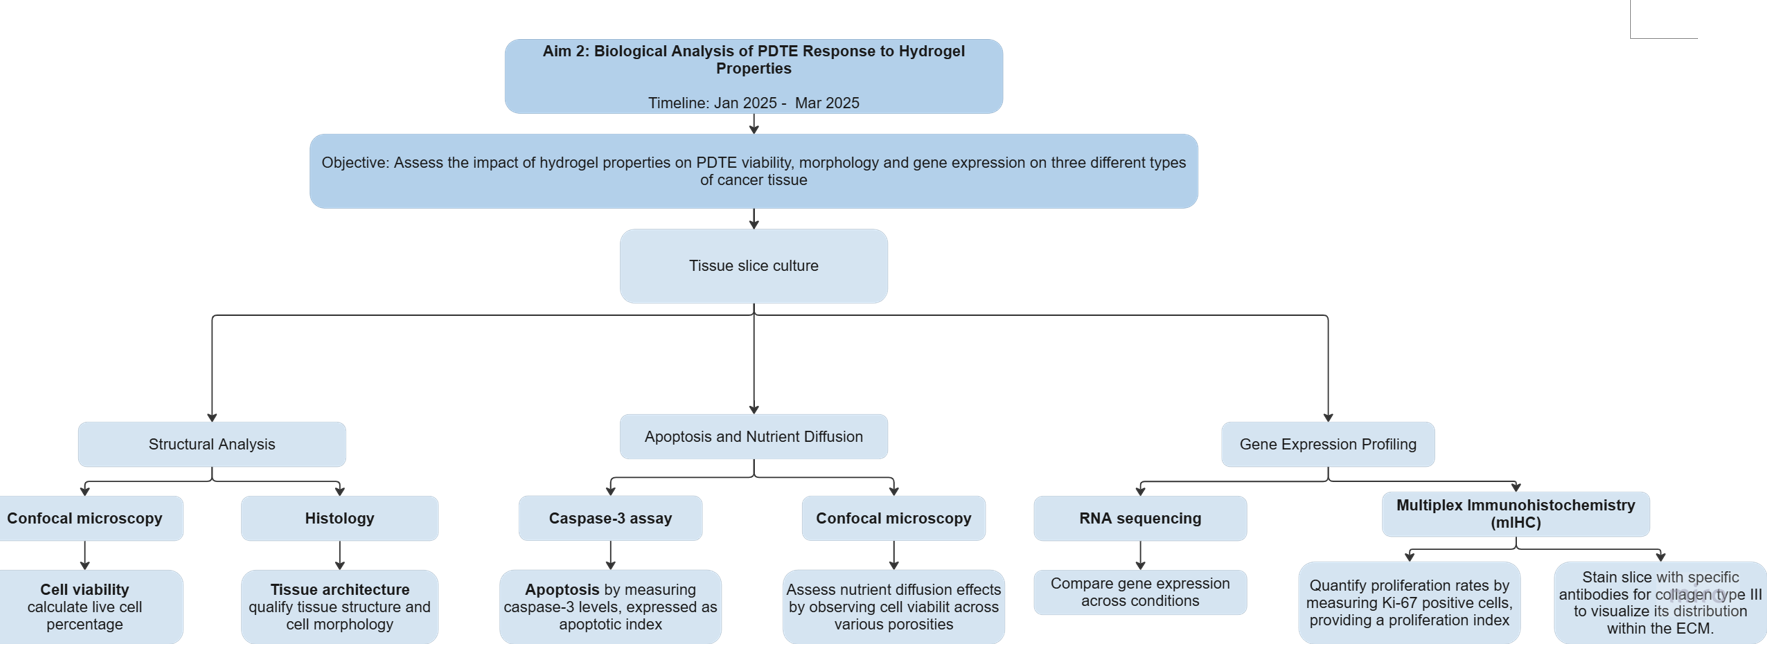 Aim 2: Biological Analysis of PDTE Response to Hydrogel
Properties
Timeline: Jan 2025 -  Mar 2025
Objective: Assess the impact of hydrogel properties on PDTE viability, morphology and gene expression on three different types
of cancer tissue
Tissue slice culture
Structural Analysis
Apoptosis and Nutrient Diffusion
Gene Expression Profiling
Confocal microscopy
Histology
Caspase-3 assay
Confocal microscopy
RNA sequencing
Multiplex Immunohistochemistry
(mIHC)
Cell viability
calculate live cell
percentage
Tissue architecture
qualify tissue structure and
cell morphology
Apoptosis by measuring
caspase-3 levels, expressed as
apoptotic index
Assess nutrient diffusion effects
by observing cell viabilit across
various porosities
Compare gene expression
across conditions
Quantify proliferation rates by
measuring Ki-67 positive cells,
providing a proliferation index
Stain slice with specific
antibodies for collagen type III
to visualize its distribution
within the ECM.
miro